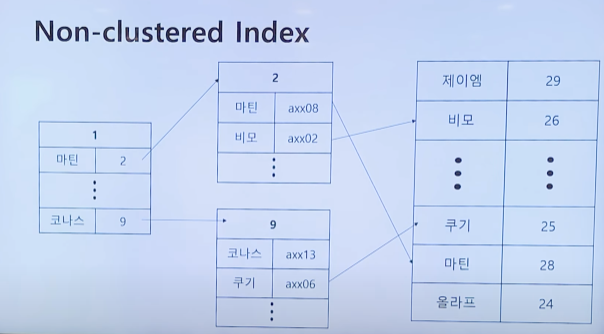 Non-clustered Index
1
마틴 2
코나스 9
2
마틴 axx08
비모 axx02
9
코나스 axx13
쿠기 axx06
제이엠 29
비모 26
쿠기 25
마틴 28
올라프 24